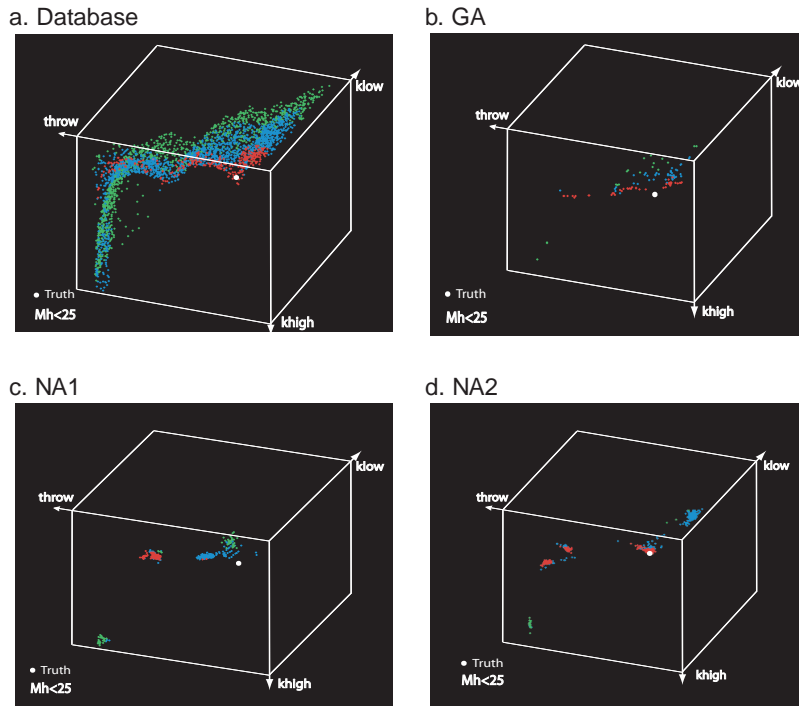 a. Database
klow
throw
khigh
Truth
Mh<25
b. GA
klow
throw
khigh
Truth
Mh<25
c. NA1
klow
throw
khigh
Truth
Mh<25
d. NA2
klow
throw
khigh
Truth
Mh<25